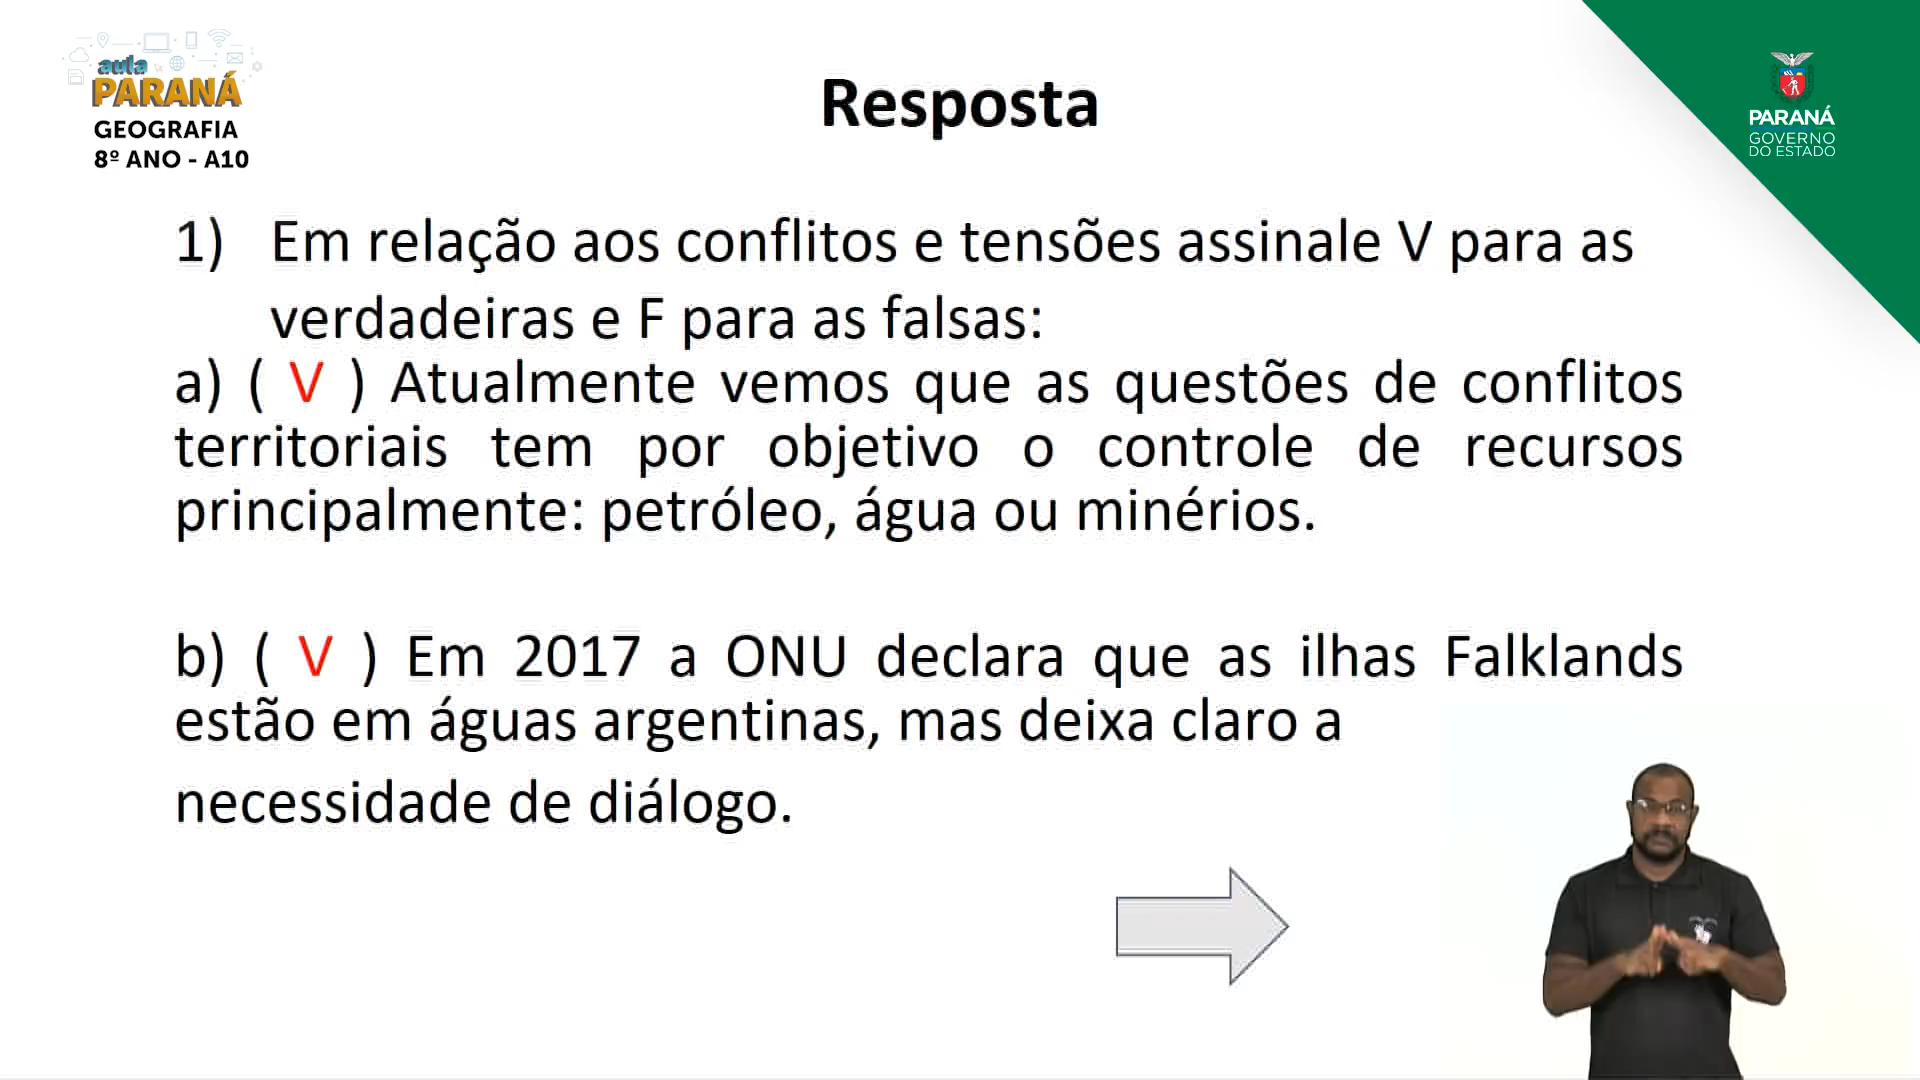 aula
PARANÁ
GEOGRAFIA
8º ANO - A10
Resposta
PARANÁ
GOVERNO
DO ESTADO
1) Em relação aos conflitos e tensões assinale V para as
verdadeiras e F para as falsas:
a) ( V ) Atualmente vemos que as questões de conflitos
territoriais tem por objetivo o controle de recursos
principalmente: petróleo, água ou minérios.
b) ( V ) Em 2017 a ONU declara que as ilhas Falklands
estão em águas argentinas, mas deixa claro a
necessidade de diálogo.